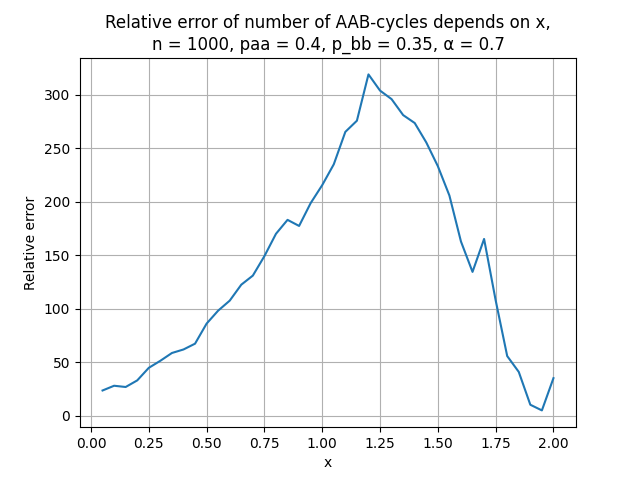 Relative error of number of AAB-cycles depends on x,
n = 1000, paa = 0.4, p_bb = 0.35, α = 0.7
Relative error
300
250
200
150
100
50
0
0.00 0.25 0.50 0.75 1.00 1.25 1.50 1.75 2.00
x